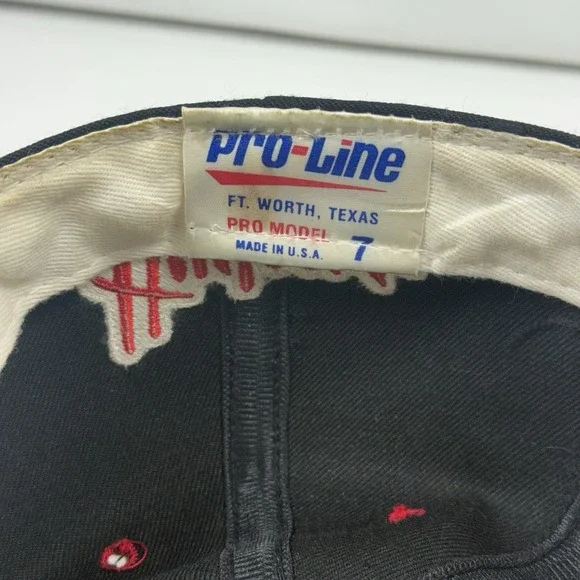 Pro-Line
FT. WORTH, TEXAS
PRO MODEL 7
MADE IN U.S.A.